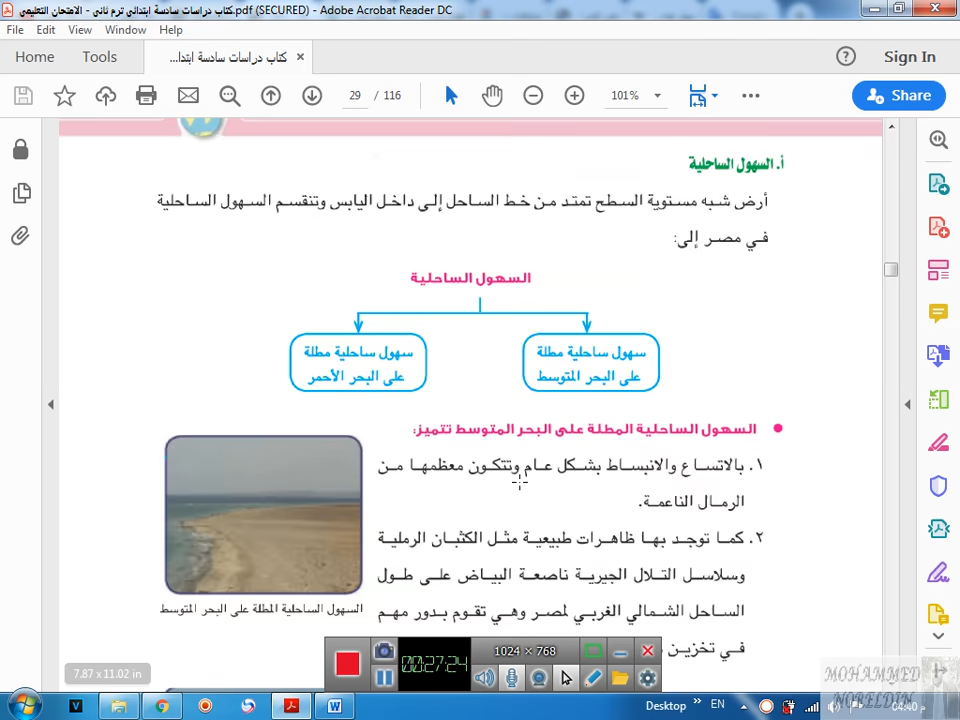 كتاب دراسات سادسة ابتدائي ترم ثاني - الامتحان التعليمي.pdf (SECURED) - Adobe Acrobat Reader DC
File Edit View Window Help
Home Tools كتاب دراسات سادسة ابتدا... × Sign In
29 / 116 101% Share
أ. السهول الساحلية
أرض شبه مستوية السطح تمتد من خط الساحل إلى داخل اليابس وتنقسم السهول الساحلية
في مصر إلى:
السهول الساحلية
سهول ساحلية مطلة
على البحر المتوسط
سهول ساحلية مطلة
على البحر الأحمر
السهول الساحلية المطلة على البحر المتوسط تتميز:
١. بالاتساع والانبساط بشكل عام وتتكون معظمها من
الرمال الناعمة.
٢. كما توجد بها ظاهرات طبيعية مثل الكثبان الرملية
وسلاسل التلال الجيرية ناصعة البياض على طول
الساحل الشمالي الغربي لمصر وهي تقوم بدور مهم
في تخزين
السهول الساحلية المطلة على البحر المتوسط
7.87 x 11.02 in
1024 × 768
00:27:24
MOHAMMED
NOBELDIN
Desktop » EN 04:40 م